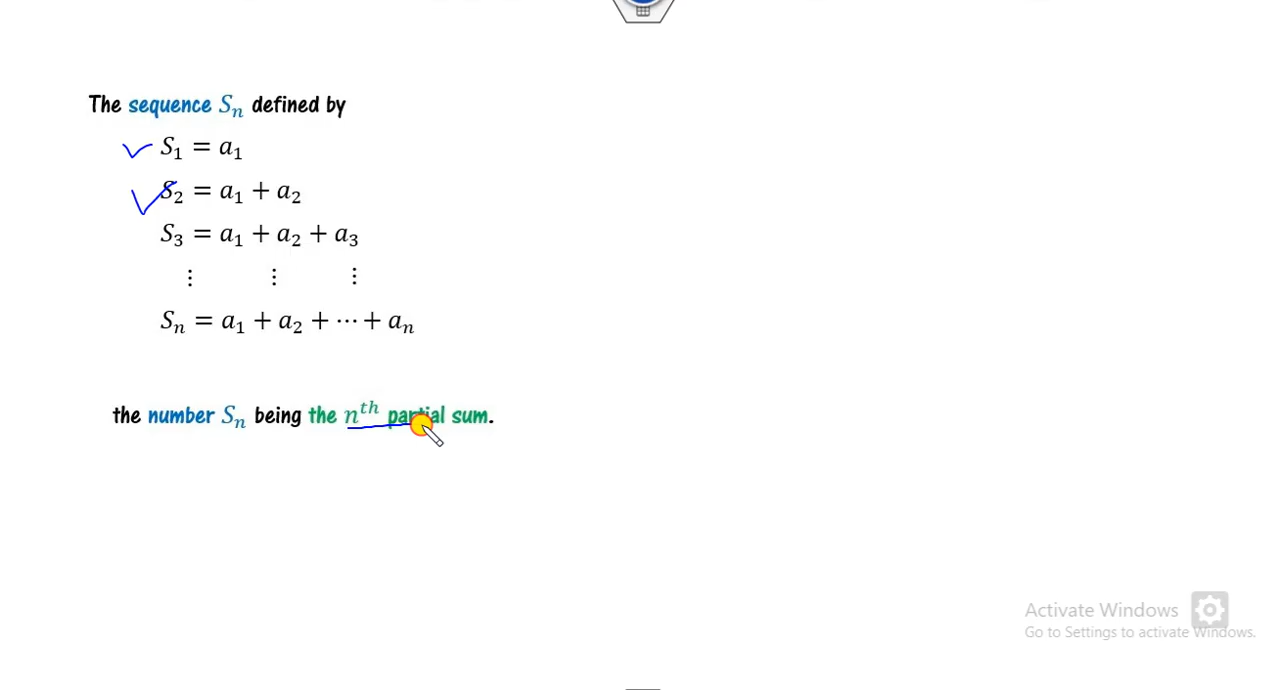 The sequence Sₙ defined by
S₁ = a₁
S₂ = a₁ + a₂
S₃ = a₁ + a₂ + a₃
⋮ ⋮ ⋮
Sₙ = a₁ + a₂ + ⋯ + aₙ
the number Sₙ being the nᵗʰ partial sum.
Activate Windows
Go to Settings to activate Windows.